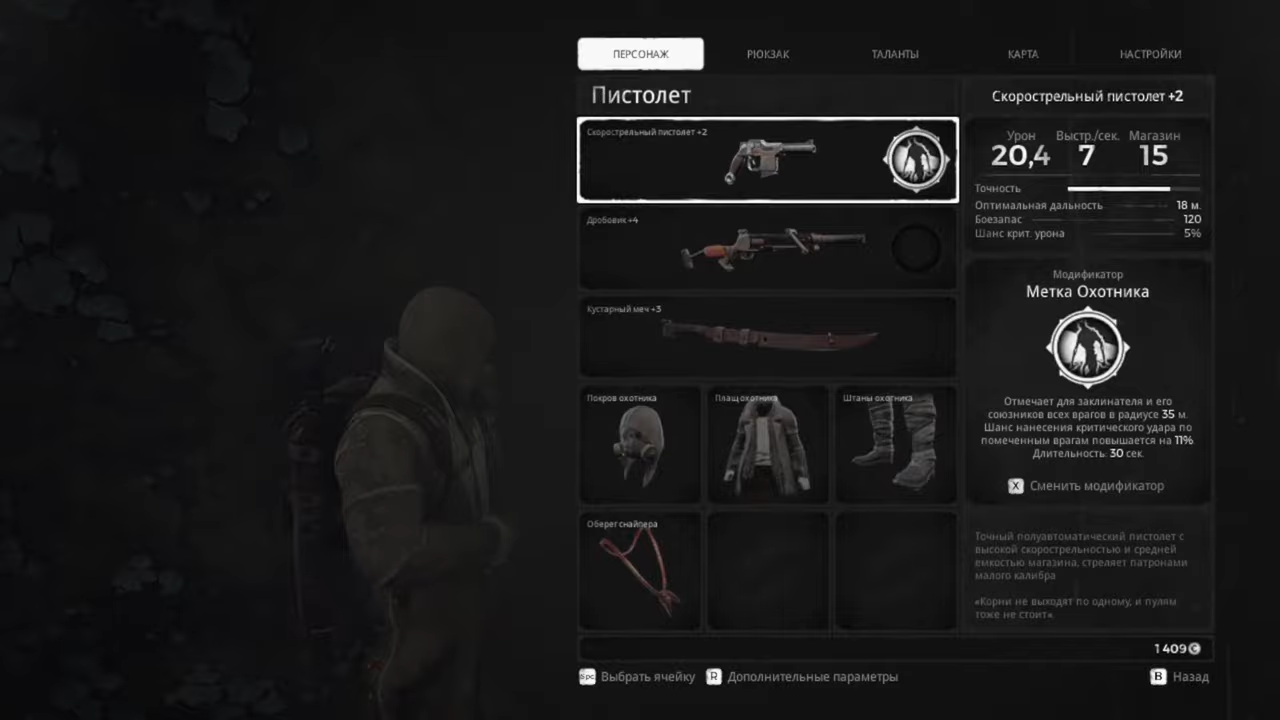 ПЕРСОНАЖ РЮКЗАК ТАЛАНТЫ КАРТА НАСТРОЙКИ
Пистолет
Скорострельный пистолет +2
Дробовик +4
Кустарный меч +3
Покров охотника Плащ охотника Штаны охотника
Оберег снайпера
Скорострельный пистолет +2
Урон Выстр./сек. Магазин
20,4 7 15
Точность
Оптимальная дальность 18 м.
Боезапас 120
Шанс крит. урона 5%
Модификатор
Метка Охотника
Отмечает для заклинателя и его
союзников всех врагов в радиусе 35 м.
Шанс нанесения критического удара по
помеченным врагам повышается на 11%
Длительность: 30 сек.
X Сменить модификатор
Точный полуавтоматический пистолет с
высокой скорострельностью и средней
емкостью магазина, стреляет патронами
малого калибра
«Корни не выходят по одному, и пулям
тоже не стоит».
1 409
Выбрать ячейку R Дополнительные параметры B Назад